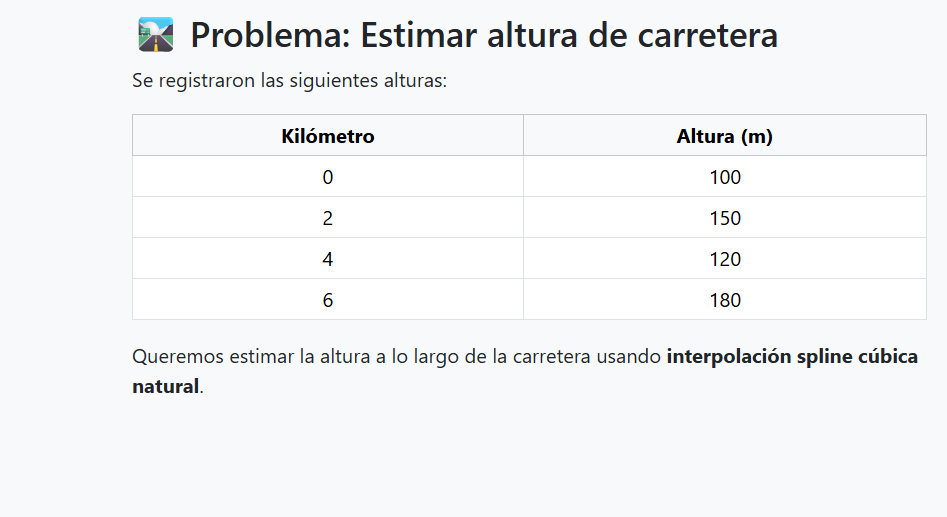 Problema: Estimar altura de carretera
Se registraron las siguientes alturas:
Kilómetro Altura (m)
0 100
2 150
4 120
6 180
Queremos estimar la altura a lo largo de la carretera usando interpolación spline cúbica
natural.